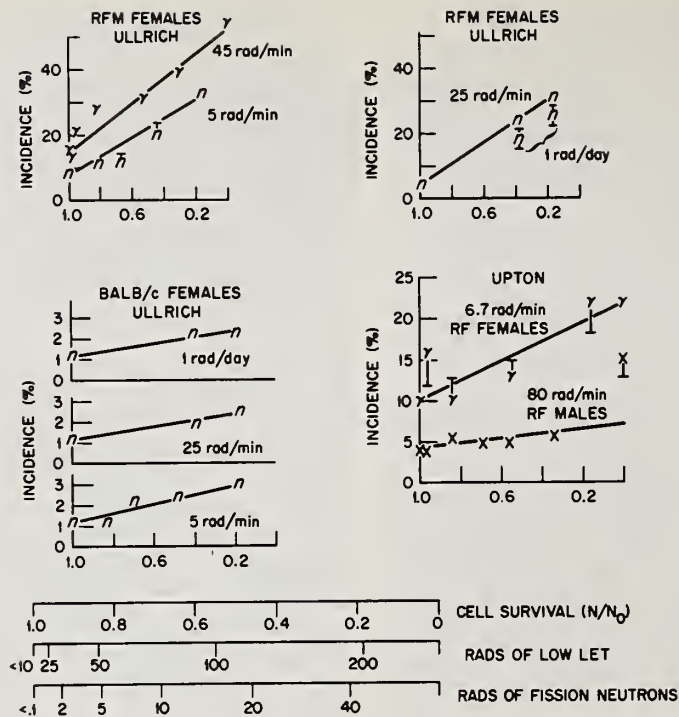 RFM FEMALES
ULLRICH
45 rad/min
5 rad/min
INCIDENCE (%)
40
20
0
1.0 0.6 0.2
γ γ γ γ γ γ
n n n n n
RFM FEMALES
ULLRICH
25 rad/min
1 rad/day
INCIDENCE (%)
40
20
0
1.0 0.6 0.2
n n n n n
BALB/c FEMALES
ULLRICH
INCIDENCE (%)
3
2
1
0
n n n
1 rad/day
3
2
1
0
n n n
25 rad/min
3
2
1
0
n n n n n
5 rad/min
1.0 0.6 0.2
UPTON
6.7 rad/min
RF FEMALES
80 rad/min
RF MALES
INCIDENCE (%)
25
20
15
10
5
0
1.0 0.6 0.2
γ γ γ γ γ γ
X X X X X X X
1.0 0.8 0.6 0.4 0.2 0 CELL SURVIVAL (N/N₀)
<10 25 50 100 200 RADS OF LOW LET
<.1 2 5 10 20 40 RADS OF FISSION NEUTRONS